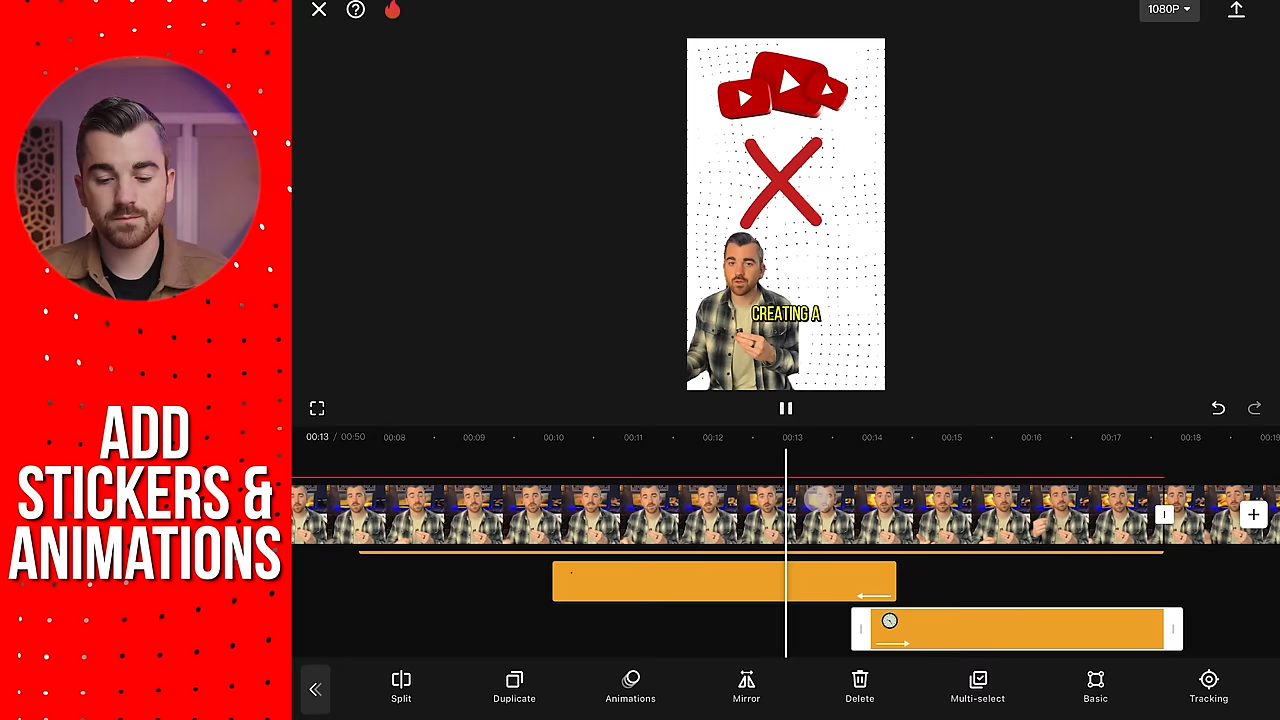 1080P
CREATING A
ADD
STICKERS &
ANIMATIONS
00:13 / 00:50 00:08 00:09 00:10 00:11 00:12 00:13 00:14 00:15 00:16 00:17 00:18 00:19
Split Duplicate Animations Mirror Delete Multi-select Basic Tracking